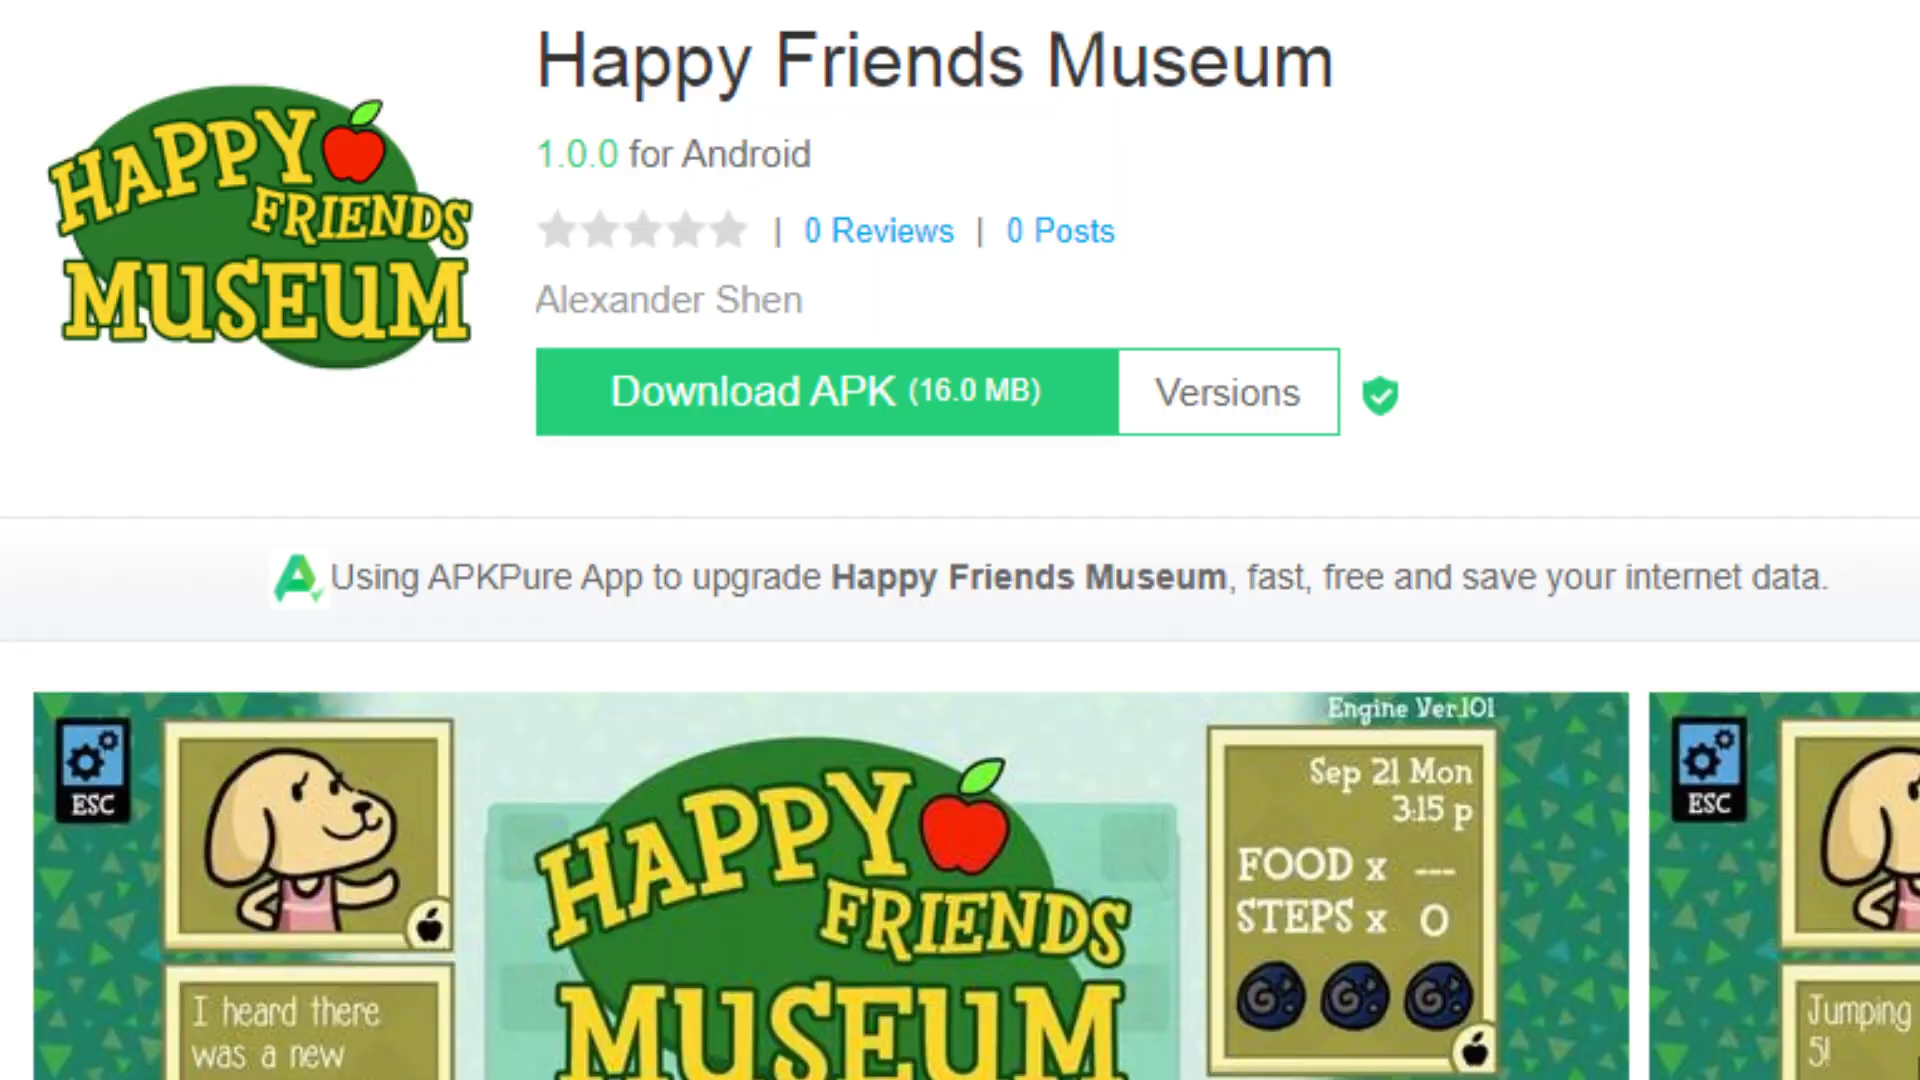 Happy Friends Museum
HAPPY
FRIENDS
MUSEUM
1.0.0 for Android
| 0 Reviews | 0 Posts
Alexander Shen
Download APK (16.0 MB)
Versions
Using APKPure App to upgrade Happy Friends Museum, fast, free and save your internet data.
Engine Ver.101
ESC
HAPPY
FRIENDS
MUSEUM
Sep 21 Mon
3:15 p
FOOD x ---
STEPS x 0
I heard there
was a new
ESC
Jumping
5!